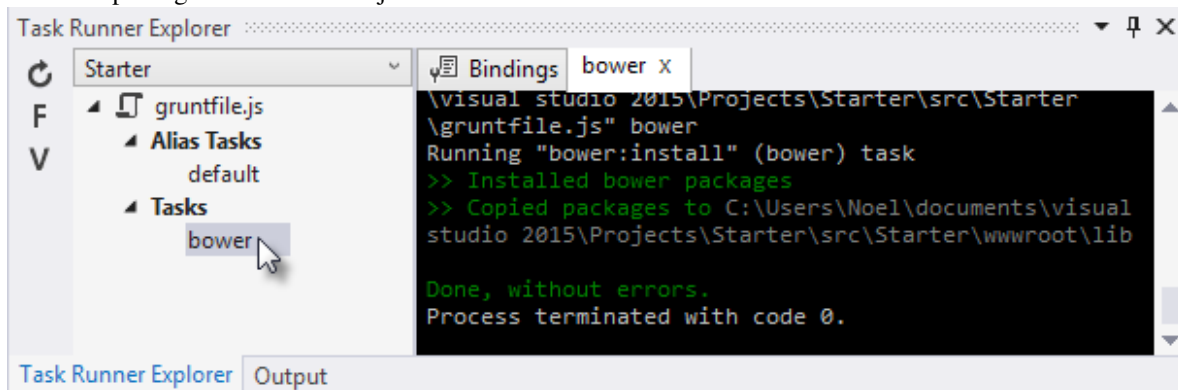 Task Runner Explorer
Starter
gruntfile.js
F
Alias Tasks
V
default
Tasks
bower
Bindings bower x
\visual studio 2015\Projects\Starter\src\Starter
\gruntfile.js" bower
Running "bower:install" (bower) task
>> Installed bower packages
>> Copied packages to C:\Users\Noel\documents\visual
studio 2015\Projects\Starter\src\Starter\wwwroot\lib
Done, without errors.
Process terminated with code 0.
Task Runner Explorer Output